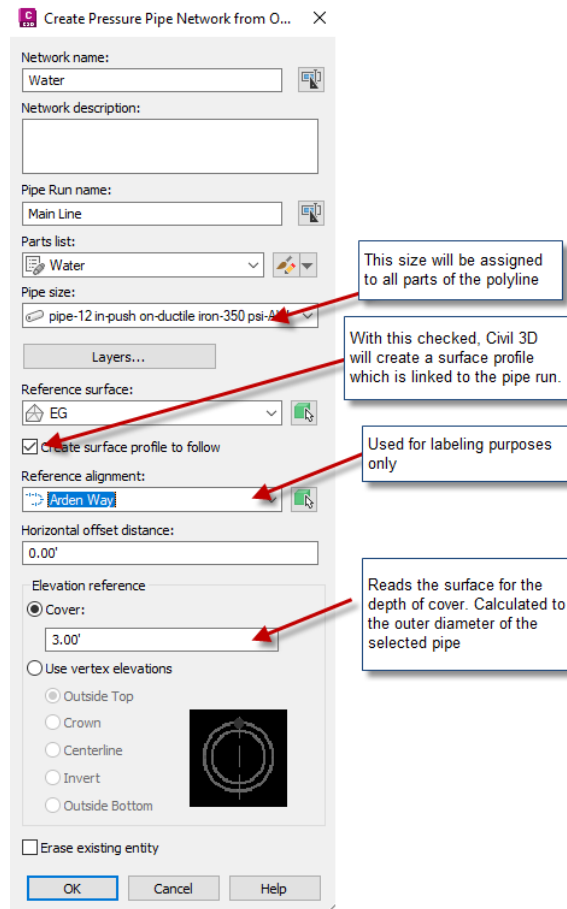 Create Pressure Pipe Network from O...
Network name:
Water
Network description:
Pipe Run name:
Main Line
Parts list:
Water
Pipe size:
pipe-12 in-push on-ductile iron-350 psi-
This size will be assigned
to all parts of the polyline
Layers...
With this checked, Civil 3D
will create a surface profile
which is linked to the pipe run.
Reference surface:
EG
Create surface profile to follow
Reference alignment:
Arden Way
Used for labeling purposes
only
Horizontal offset distance:
0.00'
Elevation reference
Cover:
3.00'
Reads the surface for the
depth of cover. Calculated to
the outer diameter of the
selected pipe
Use vertex elevations
Outside Top
Crown
Centerline
Invert
Outside Bottom
Erase existing entity
OK
Cancel
Help